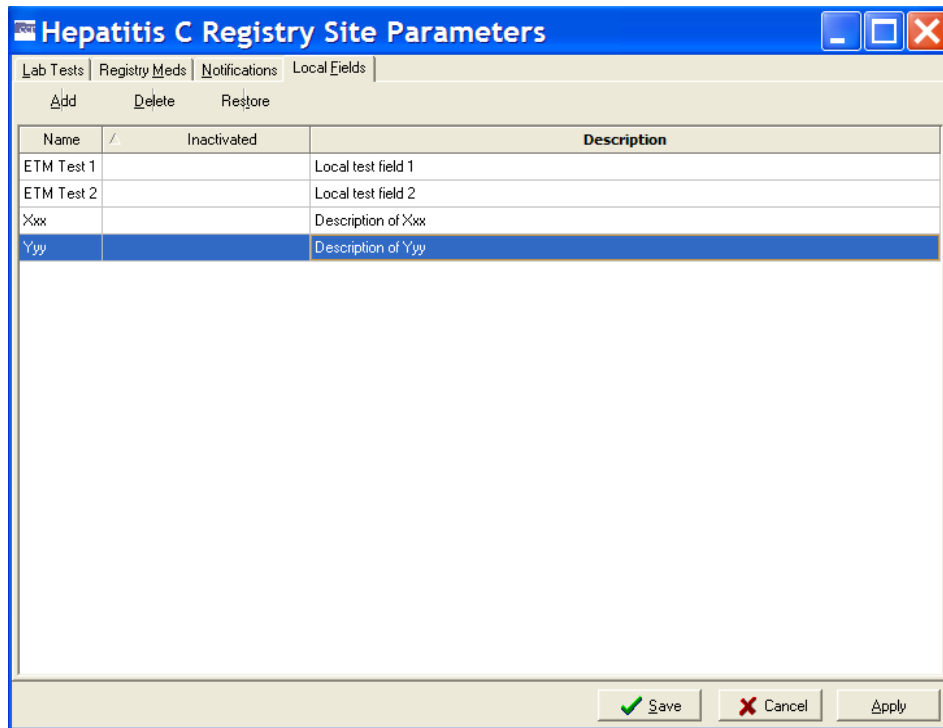 Hepatitis C Registry Site Parameters
Lab Tests Registry Meds Notifications Local Fields
Add Delete Restore
Name Inactivated Description
ETM Test 1 Local test field 1
ETM Test 2 Local test field 2
Xxx Description of Xxx
Yyy Description of Yyy
Save Cancel Apply